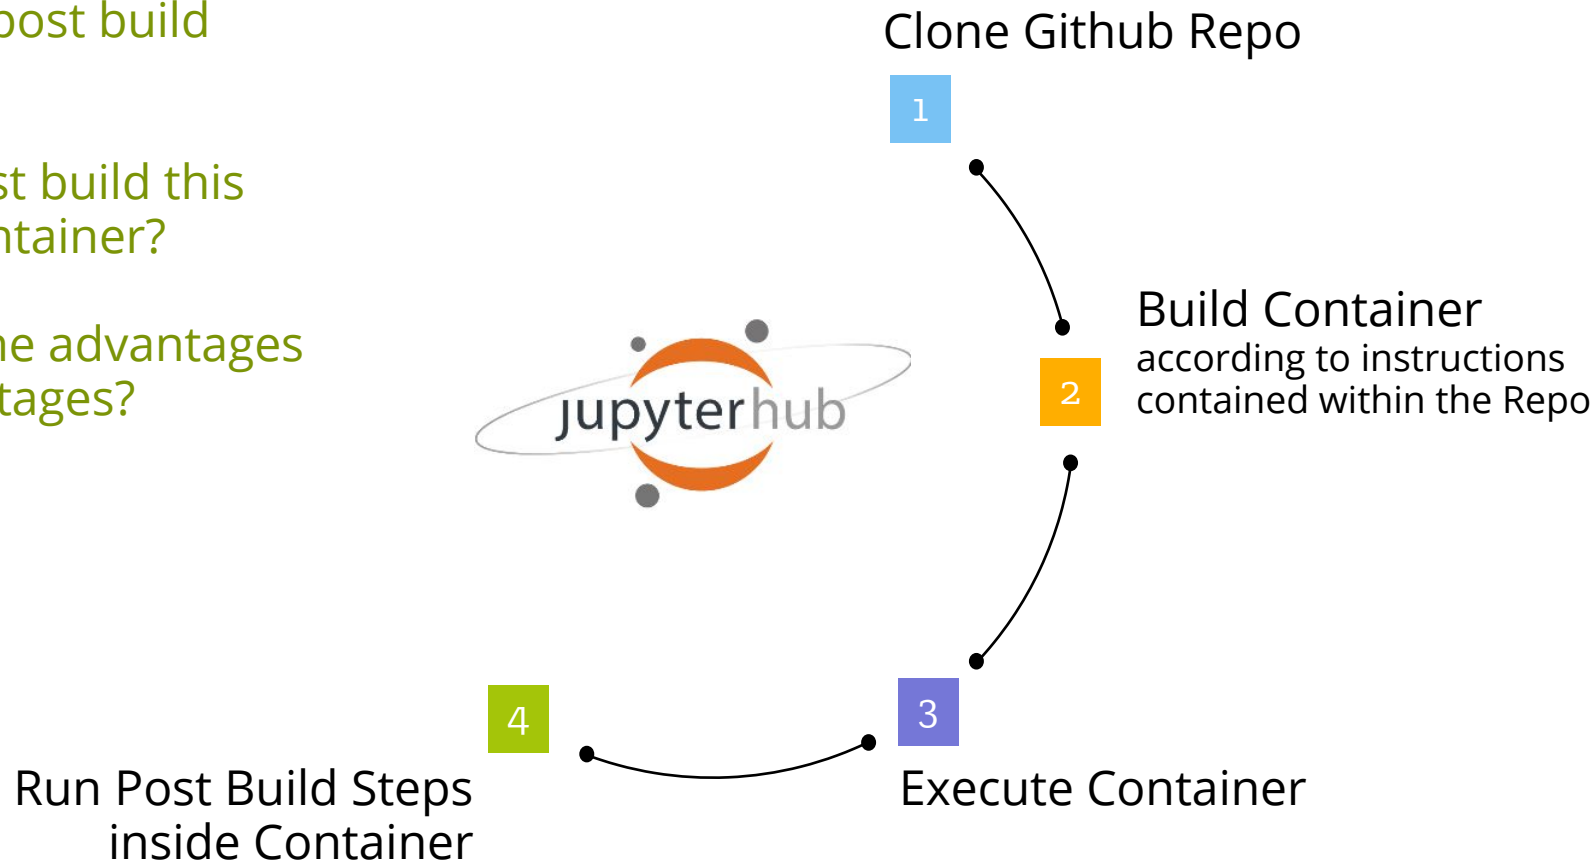 post build
st build this
ntainer?
ne advantages
tages?
Clone Github Repo
1
Build Container
according to instructions
contained within the Repo
2
jupyterhub
3
Execute Container
4
Run Post Build Steps
inside Container